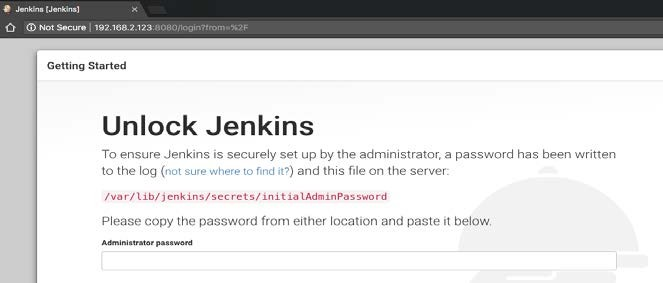 Jenkins [Jenkins]
Not Secure | 192.168.2.123:8080/login?from=%2F
Getting Started
Unlock Jenkins
To ensure Jenkins is securely set up by the administrator, a password has been written
to the log (not sure where to find it?) and this file on the server:
/var/lib/jenkins/secrets/initialAdminPassword
Please copy the password from either location and paste it below.
Administrator password